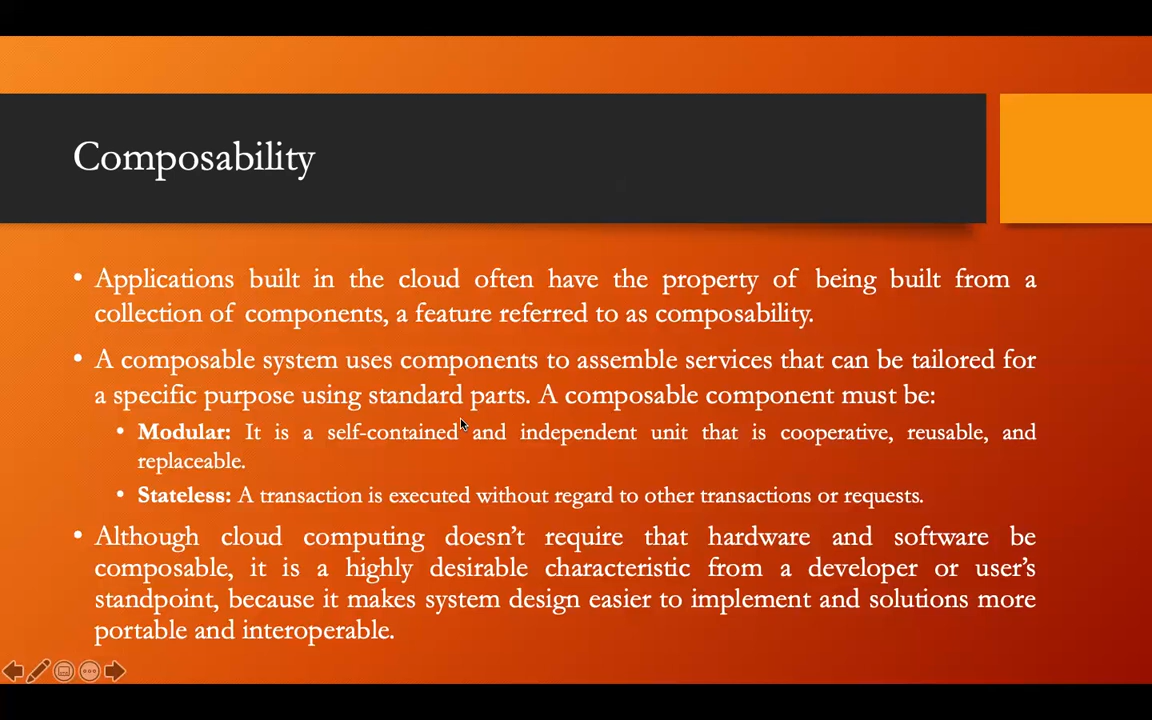 Composability
• Applications built in the cloud often have the property of being built from a
collection of components, a feature referred to as composability.
• A composable system uses components to assemble services that can be tailored for
a specific purpose using standard parts. A composable component must be:
• Modular: It is a self-contained and independent unit that is cooperative, reusable, and
replaceable.
• Stateless: A transaction is executed without regard to other transactions or requests.
• Although cloud computing doesn’t require that hardware and software be
composable, it is a highly desirable characteristic from a developer or user’s
standpoint, because it makes system design easier to implement and solutions more
portable and interoperable.